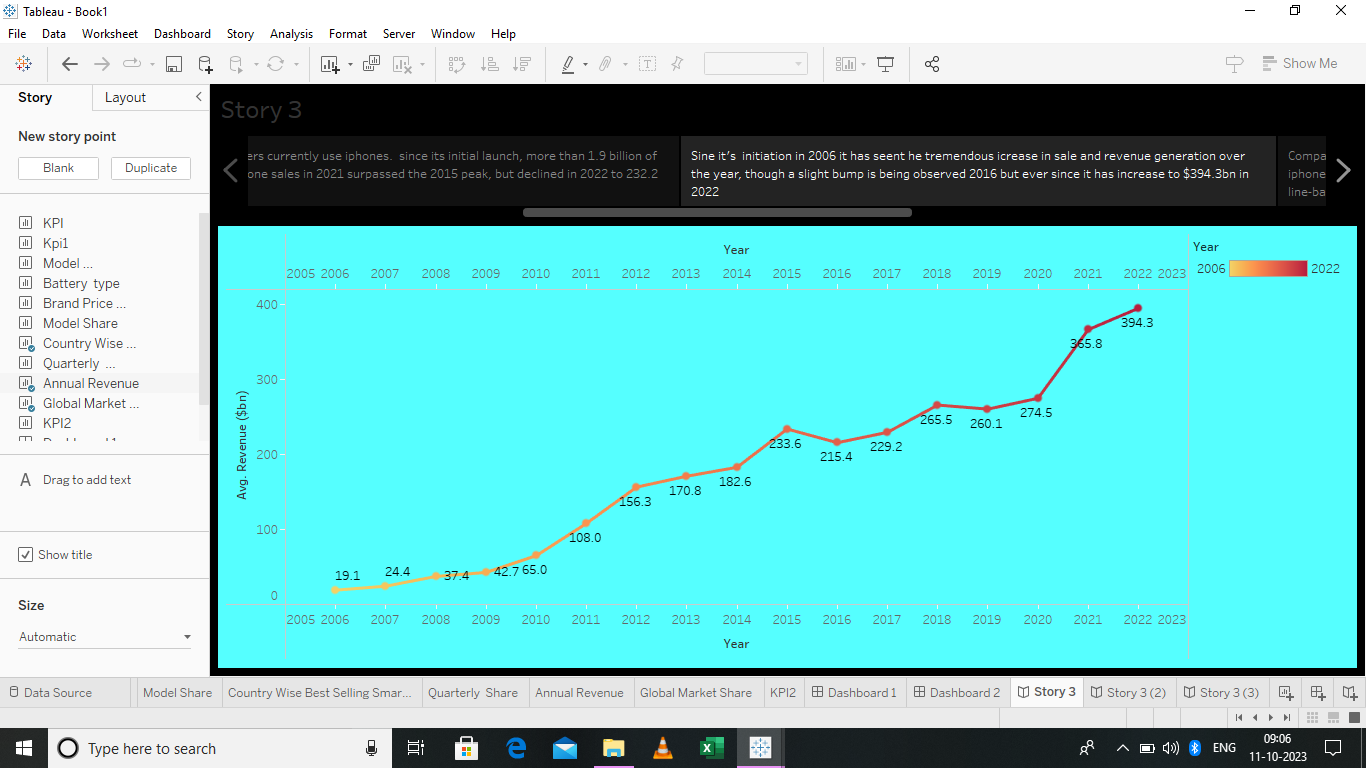 Tableau - Book1
File Data Worksheet Dashboard Story Analysis Format Server Window Help
Show Me
Story Layout
New story point
Blank Duplicate
KPI
Kpi1
Model ...
Battery type
Brand Price ...
Model Share
Country Wise ...
Quarterly ...
Annual Revenue
Global Market ...
KPI2
A Drag to add text
Show title
Size
Automatic
Story 3
ers currently use iphones. since its initial launch, more than 1.9 billion of
one sales in 2021 surpassed the 2015 peak, but declined in 2022 to 232.2
Sine it's initiation in 2006 it has seent he tremendous icrease in sale and revenue generation over
the year, though a slight bump is being observed 2016 but ever since it has increase to $394.3bn in
2022
Compa
iphone
line-ba
Year
2005 2006 2007 2008 2009 2010 2011 2012 2013 2014 2015 2016 2017 2018 2019 2020 2021 2022 2023
Year
2006 2022
Avg. Revenue ($bn)
400
300
200
100
0
19.1 24.4 37.4 42.7 65.0 108.0 156.3 170.8 182.6 233.6 215.4 229.2 265.5 260.1 274.5 365.8 394.3
2005 2006 2007 2008 2009 2010 2011 2012 2013 2014 2015 2016 2017 2018 2019 2020 2021 2022 2023
Year
Data Source Model Share Country Wise Best Selling Smar... Quarterly Share Annual Revenue Global Market Share KPI2 Dashboard 1 Dashboard 2 Story 3 Story 3 (2) Story 3 (3)
Type here to search
ENG
09:06
11-10-2023